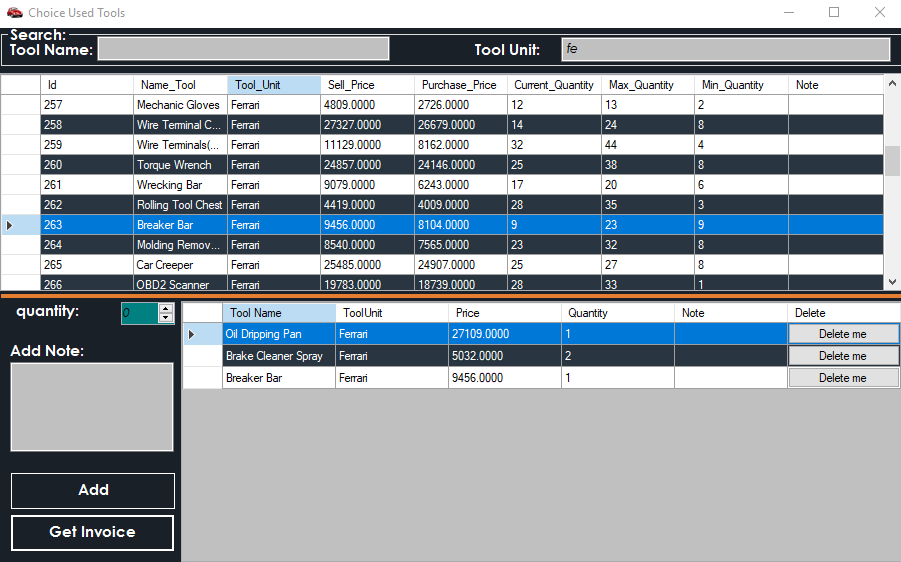 Choice Used Tools
Search:
Tool Name: Tool Unit: fe
Id Name_Tool Tool_Unit Sell_Price Purchase_Price Current_Quantity Max_Quantity Min_Quantity Note
257 Mechanic Gloves Ferrari 4809.0000 2726.0000 12 13 2
258 Wire Terminal C... Ferrari 27327.0000 26679.0000 14 24 8
259 Wire Terminals(... Ferrari 11129.0000 8162.0000 32 44 4
260 Torque Wrench Ferrari 24857.0000 24146.0000 25 38 8
261 Wrecking Bar Ferrari 9079.0000 6243.0000 17 20 6
262 Rolling Tool Chest Ferrari 4419.0000 4009.0000 28 35 3
263 Breaker Bar Ferrari 9456.0000 8104.0000 9 23 9
264 Molding Remov... Ferrari 8540.0000 7565.0000 23 32 8
265 Car Creeper Ferrari 25485.0000 24907.0000 25 27 8
266 OBD2 Scanner Ferrari 19783.0000 18739.0000 28 33 1
quantity: 0
Add Note:
Add
Get Invoice
Tool Name ToolUnit Price Quantity Note Delete
Oil Dripping Pan Ferrari 27109.0000 1 Delete me
Brake Cleaner Spray Ferrari 5032.0000 2 Delete me
Breaker Bar Ferrari 9456.0000 1 Delete me